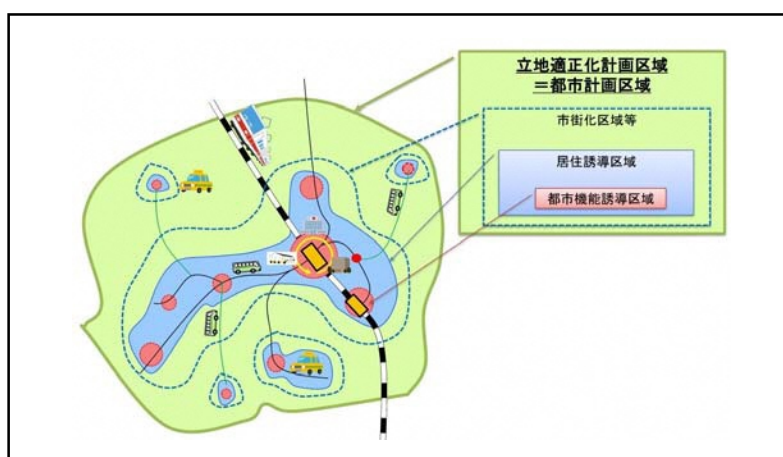 立地適正化計画区域
＝都市計画区域
市街化区域等
居住誘導区域
都市機能誘導区域